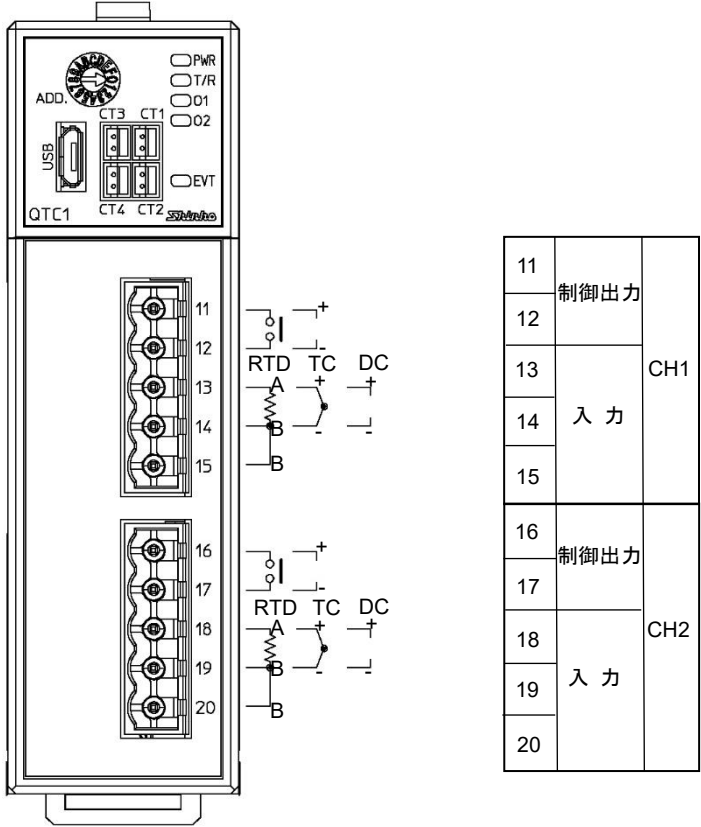 PWR
T/R
O1
O2
EVT
ADD.
CT3 CT1
USB
CT4 CT2
QTC1
Shinko
11
12
13
14
15
+
-
RTD TC DC
A + +
B - -
B
16
17
18
19
20
+
-
RTD TC DC
A + +
B - -
B
11
12
制御出力
13
14
15
入 力
CH1
16
17
制御出力
18
19
20
入 力
CH2